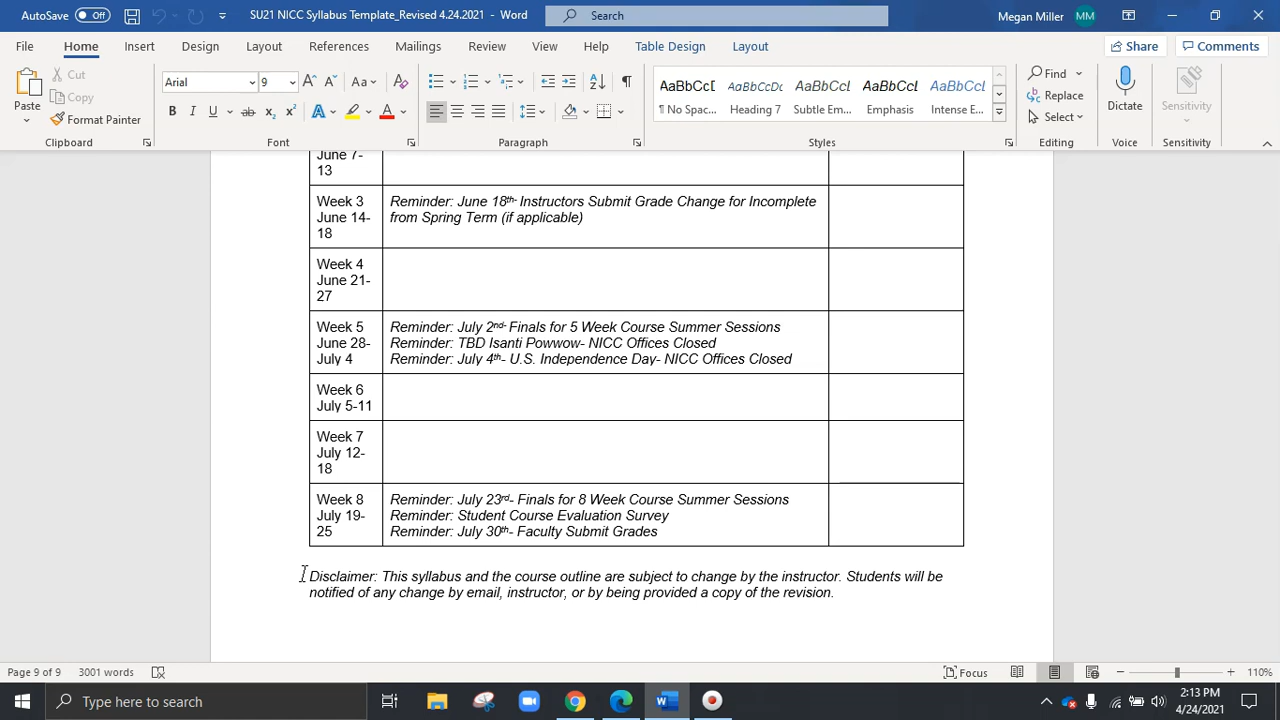 AutoSave Off SU21 NICC Syllabus Template_Revised 4.24.2021 - Word Search Megan Miller MM
File Home Insert Design Layout References Mailings Review View Help Table Design Layout Share Comments
Paste
Cut
Copy
Format Painter
Clipboard
Arial 9
Font
Paragraph
AaBbCcD AaBbCcDc AaBbCcD AaBbCcD AaBbCcD
¶ No Spac... Heading 7 Subtle Em... Emphasis Intense E...
Styles
Find
Replace
Select
Editing
Dictate
Voice
Sensitivity
Sensitivity
June 7-
13
Week 3
June 14-
18
Reminder: June 18th- Instructors Submit Grade Change for Incomplete
from Spring Term (if applicable)
Week 4
June 21-
27
Week 5
June 28-
July 4
Reminder: July 2nd- Finals for 5 Week Course Summer Sessions
Reminder: TBD Isanti Powwow- NICC Offices Closed
Reminder: July 4th- U.S. Independence Day- NICC Offices Closed
Week 6
July 5-11
Week 7
July 12-
18
Week 8
July 19-
25
Reminder: July 23rd- Finals for 8 Week Course Summer Sessions
Reminder: Student Course Evaluation Survey
Reminder: July 30th- Faculty Submit Grades
Disclaimer: This syllabus and the course outline are subject to change by the instructor. Students will be
notified of any change by email, instructor, or by being provided a copy of the revision.
Page 9 of 9 3001 words Focus 110%
Type here to search
2:13 PM
4/24/2021